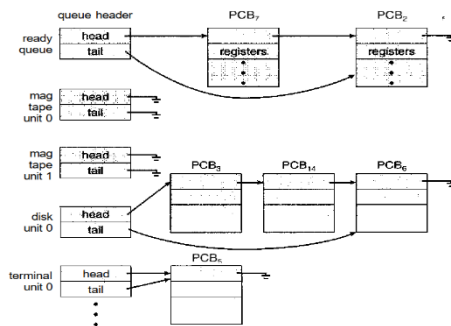 queue header PCB7 PCB2
ready queue
head
tail
registers
registers
mag tape unit 0
head
tail
mag tape unit 1
head
tail
PCB3 PCB14 PCB6
disk unit 0
head
tail
PCB5
terminal unit 0
head
tail